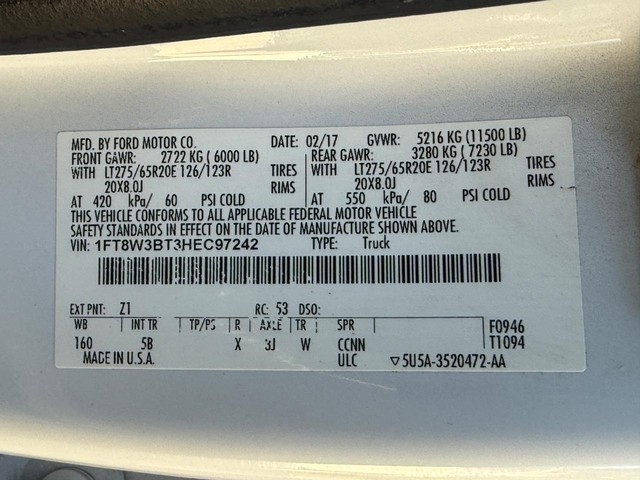 MFD. BY FORD MOTOR CO. DATE: 02/17 GVWR: 5216 KG (11500 LB)
FRONT GAWR: 2722 KG ( 6000 LB) REAR GAWR: 3280 KG ( 7230 LB)
WITH LT275/65R20E 126/123R TIRES WITH LT275/65R20E 126/123R TIRES
20X8.0J RIMS 20X8.0J RIMS
AT 420 kPa/ 60 PSI COLD AT 550 kPa/ 80 PSI COLD
THIS VEHICLE CONFORMS TO ALL APPLICABLE FEDERAL MOTOR VEHICLE
SAFETY STANDARDS IN EFFECT ON THE DATE OF MANUFACTURE SHOWN ABOVE.
VIN: 1FT8W3BT3HEC97242 TYPE: Truck
EXT PNT: Z1 RC: 53 DSO:
WB INT TR TP/PS R AXLE TR SPR F0946
160 5B X 3J W CCNN T1094
MADE IN U.S.A. ULC ▽5U5A-3520472-AA